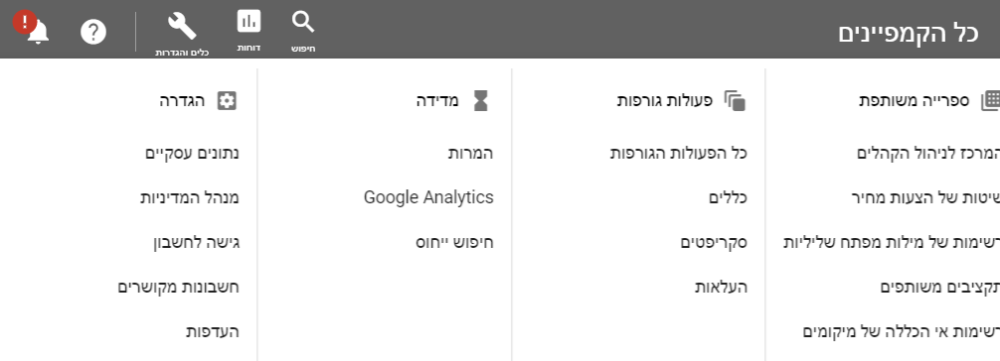 כל הקמפיינים
חיפוש
דוחות
כלים והגדרות
ספרייה משותפת
המרכז לניהול הקהלים
שיטות של הצעות מחיר
רשימות של מילות מפתח שליליות
תקציבים משותפים
רשימות אי הכללה של מיקומים
פעולות גורפות
כל הפעולות הגורפות
כללים
סקריפטים
העלאות
מדידה
המרות
Google Analytics
חיפוש ייחוס
הגדרה
נתונים עסקיים
מנהל המדיניות
גישה לחשבון
חשבונות מקושרים
העדפות